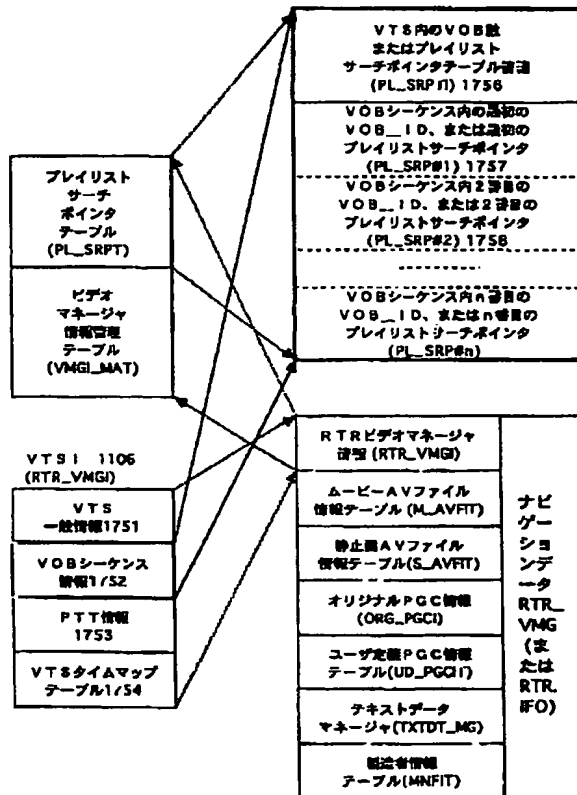 VTS内のVOB数
またはプレイリスト
サーチポインタテーブル情報
1756
VOBシーケンス内の最初の
VOB__ID、または最初の
プレイリストサーチポインタ
(PL_SRP#1) 1757
VOBシーケンス内2番目の
VOB__ID、または2番目の
プレイリストサーチポインタ
(PL_SRP#2) 1758
VOBシーケンス内n番目の
VOB__ID、またはn番目の
プレイリストサーチポインタ
(PL_SRP#n)
プレイリスト
サーチ
ポインタ
テーブル
(PL_SRPT)
ビデオ
マネージャ
情報管理
テーブル
(VMGI_MAT)
VTSI 1106
(RTR_VMGI)
VTS
一般情報1751
VOBシーケンス
情報1752
PTT情報
1753
VTSタイムマップ
テーブル1754
RTRビデオマネージャ
情報 (RTR_VMGI)
ムービーAVファイル
情報テーブル (M_AVFIT)
静止画AVファイル
情報テーブル(S_AVFIT)
オリジナルPGC情報
(ORG_PGCI)
ユーザ定義PGC情報
テーブル(UD_PGCIT)
テキストデータ
マネージャ(TXTDT_MG)
製造者情報
テーブル(MNFIT)
ナビゲーションデータ
RTR_
VMG
(または
RTR.
IFO)